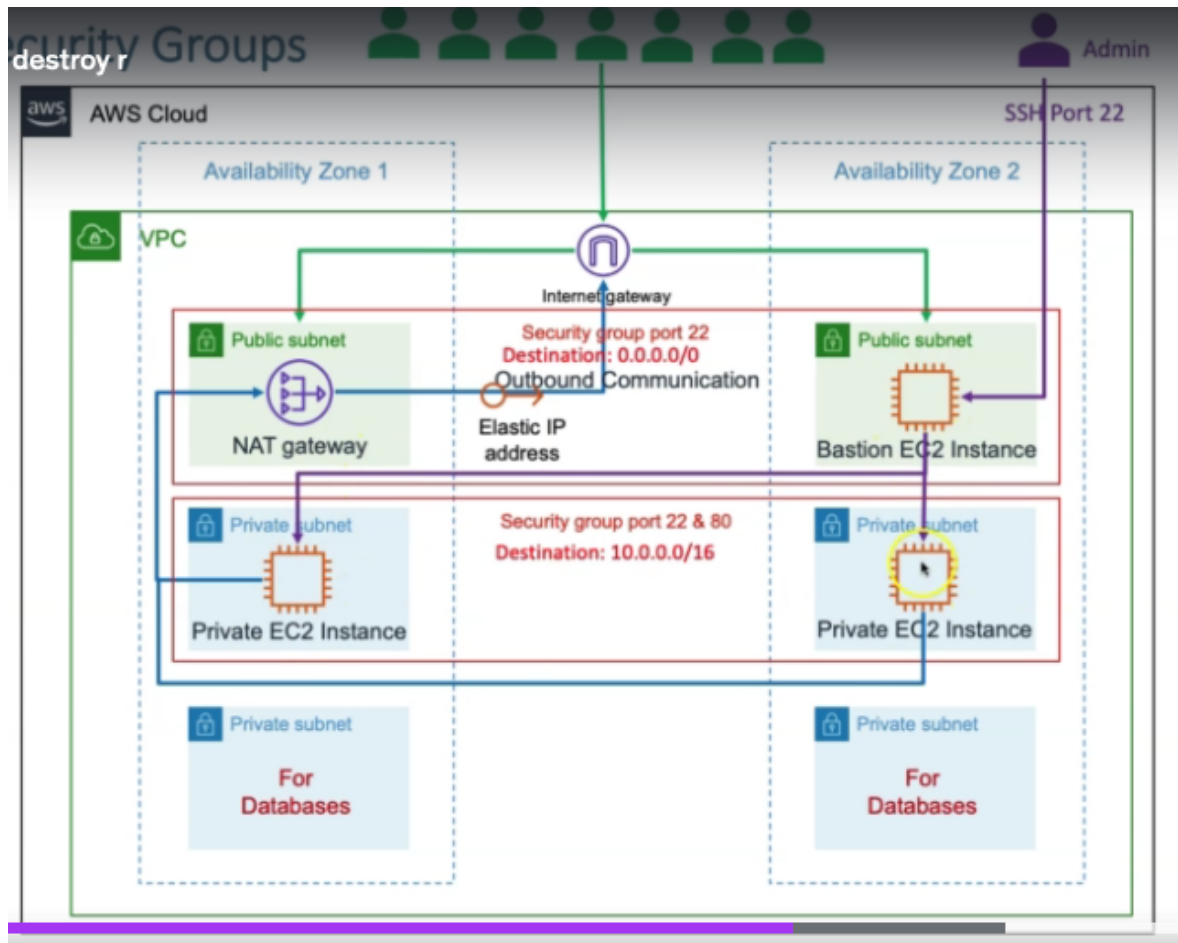 ecurity Groups
destroy r
Admin
aws
AWS Cloud
SSH Port 22
Availability Zone 1
Availability Zone 2
VPC
Internet gateway
Public subnet
Security group port 22
Destination: 0.0.0.0/0
Outbound Communication
Public subnet
NAT gateway
Elastic IP
address
Bastion EC2 Instance
Private subnet
Security group port 22 & 80
Destination: 10.0.0.0/16
Private subnet
Private EC2 Instance
Private EC2 Instance
Private subnet
Private subnet
For
Databases
For
Databases